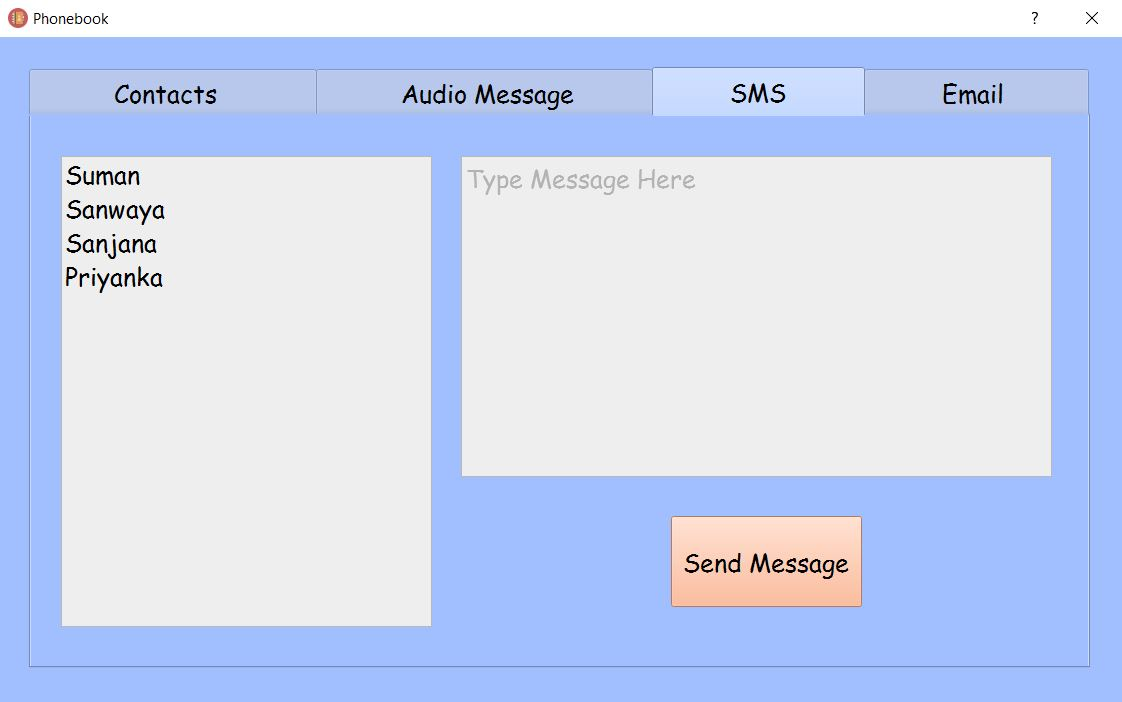 Phonebook
?
Contacts
Audio Message
SMS
Email
Suman
Sanwaya
Sanjana
Priyanka
Type Message Here
Send Message